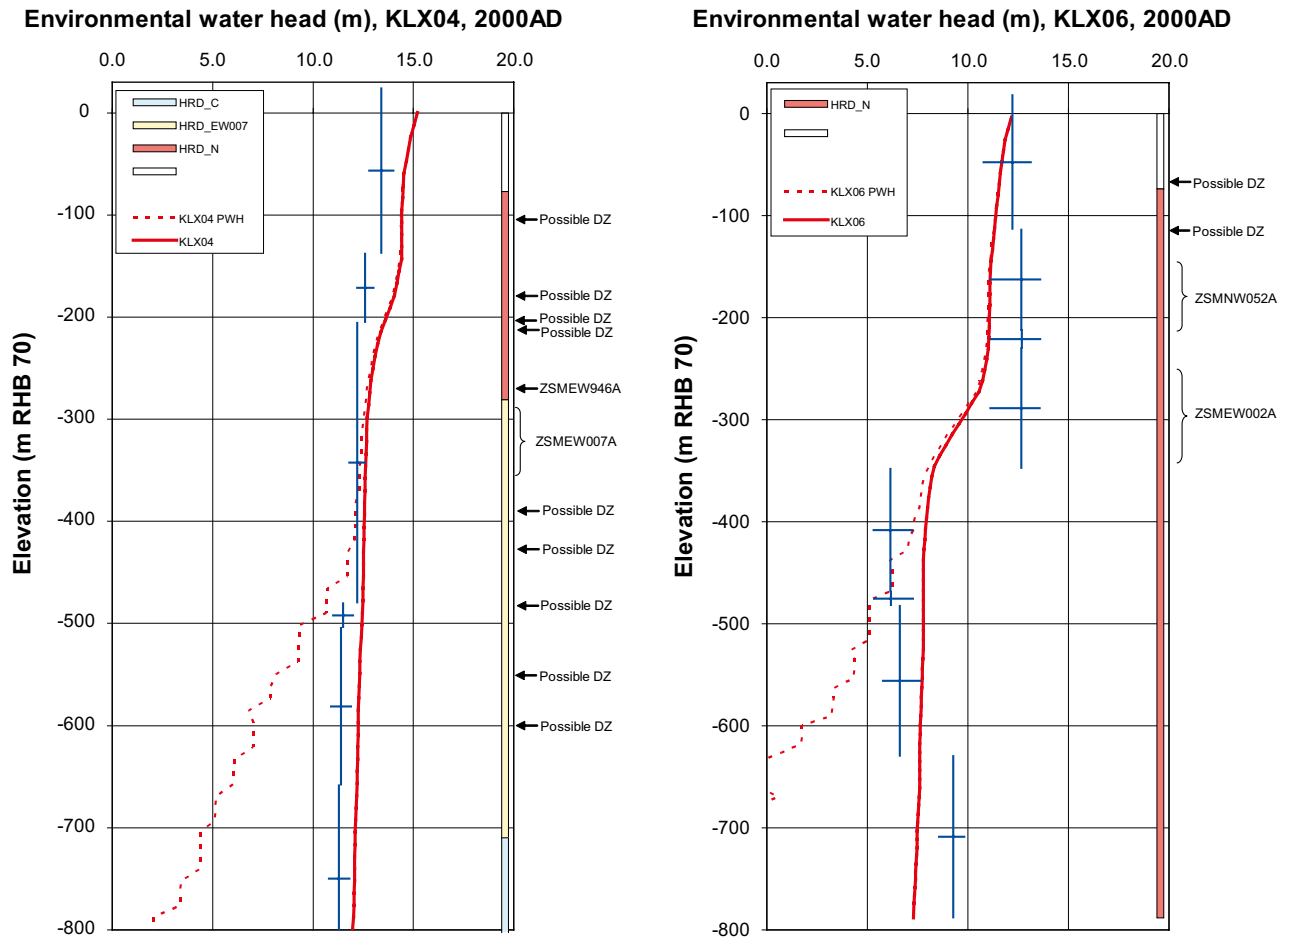 Environmental water head (m), KLX04, 2000AD
0.0 5.0 10.0 15.0 20.0
Elevation (m RHB 70)
0
-100
-200
-300
-400
-500
-600
-700
-800
HRD_C
HRD_EW007
HRD_N
KLX04 PWH
KLX04
Possible DZ
Possible DZ
Possible DZ
Possible DZ
ZSMEW946A
ZSMEW007A
Possible DZ
Possible DZ
Possible DZ
Possible DZ
Possible DZ
Environmental water head (m), KLX06, 2000AD
0.0 5.0 10.0 15.0 20.0
Elevation (m RHB 70)
0
-100
-200
-300
-400
-500
-600
-700
-800
HRD_N
KLX06 PWH
KLX06
Possible DZ
Possible DZ
ZSMNW052A
ZSMEW002A